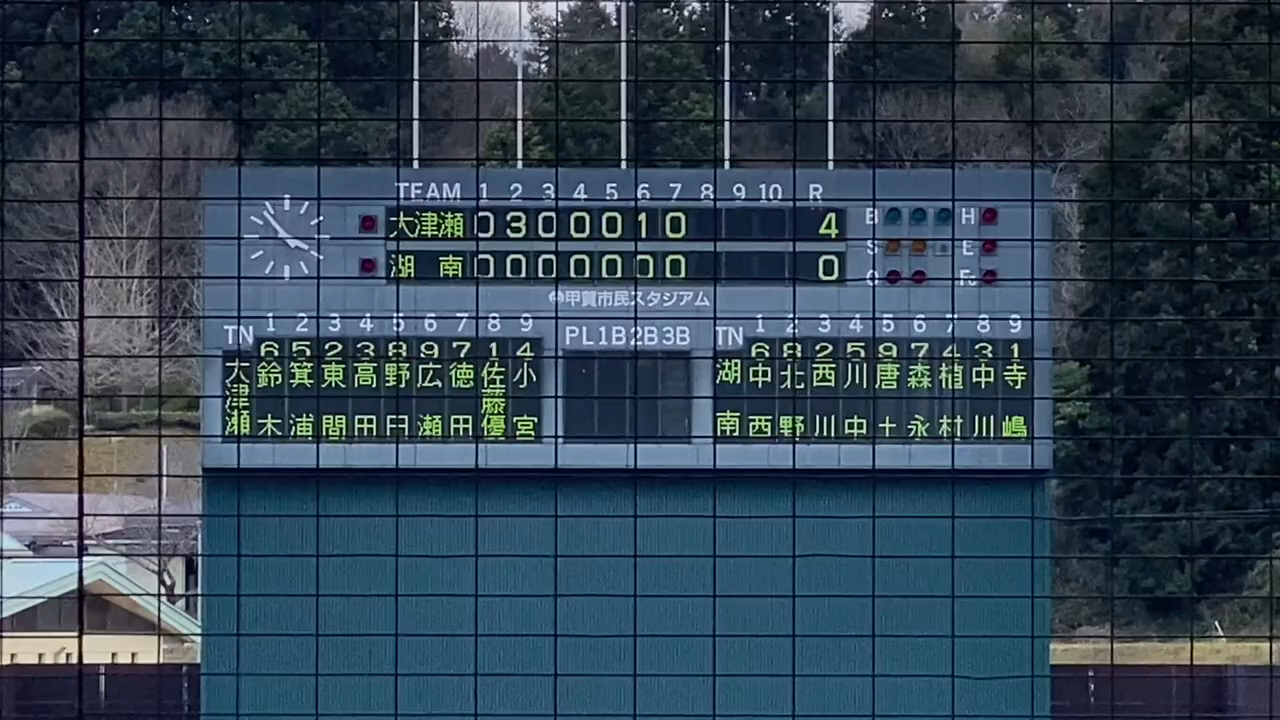 TEAM 1 2 3 4 5 6 7 8 9 10 R
大津瀬 0 3 0 0 0 1 0 4
湖南 0 0 0 0 0 0 0 0
B H
S E
O Fc
甲賀市民スタジアム
TN 1 2 3 4 5 6 7 8 9
6 5 2 3 8 9 7 1 4
大津瀬 鈴木 箕浦 東間 高田 野臼 広瀬 徳田 佐藤優 小宮
PL 1B 2B 3B
TN 1 2 3 4 5 6 7 8 9
6 8 2 5 9 7 4 3 1
湖南 中西 北野 西川 川中 唐士 森永 植村 中川 寺嶋